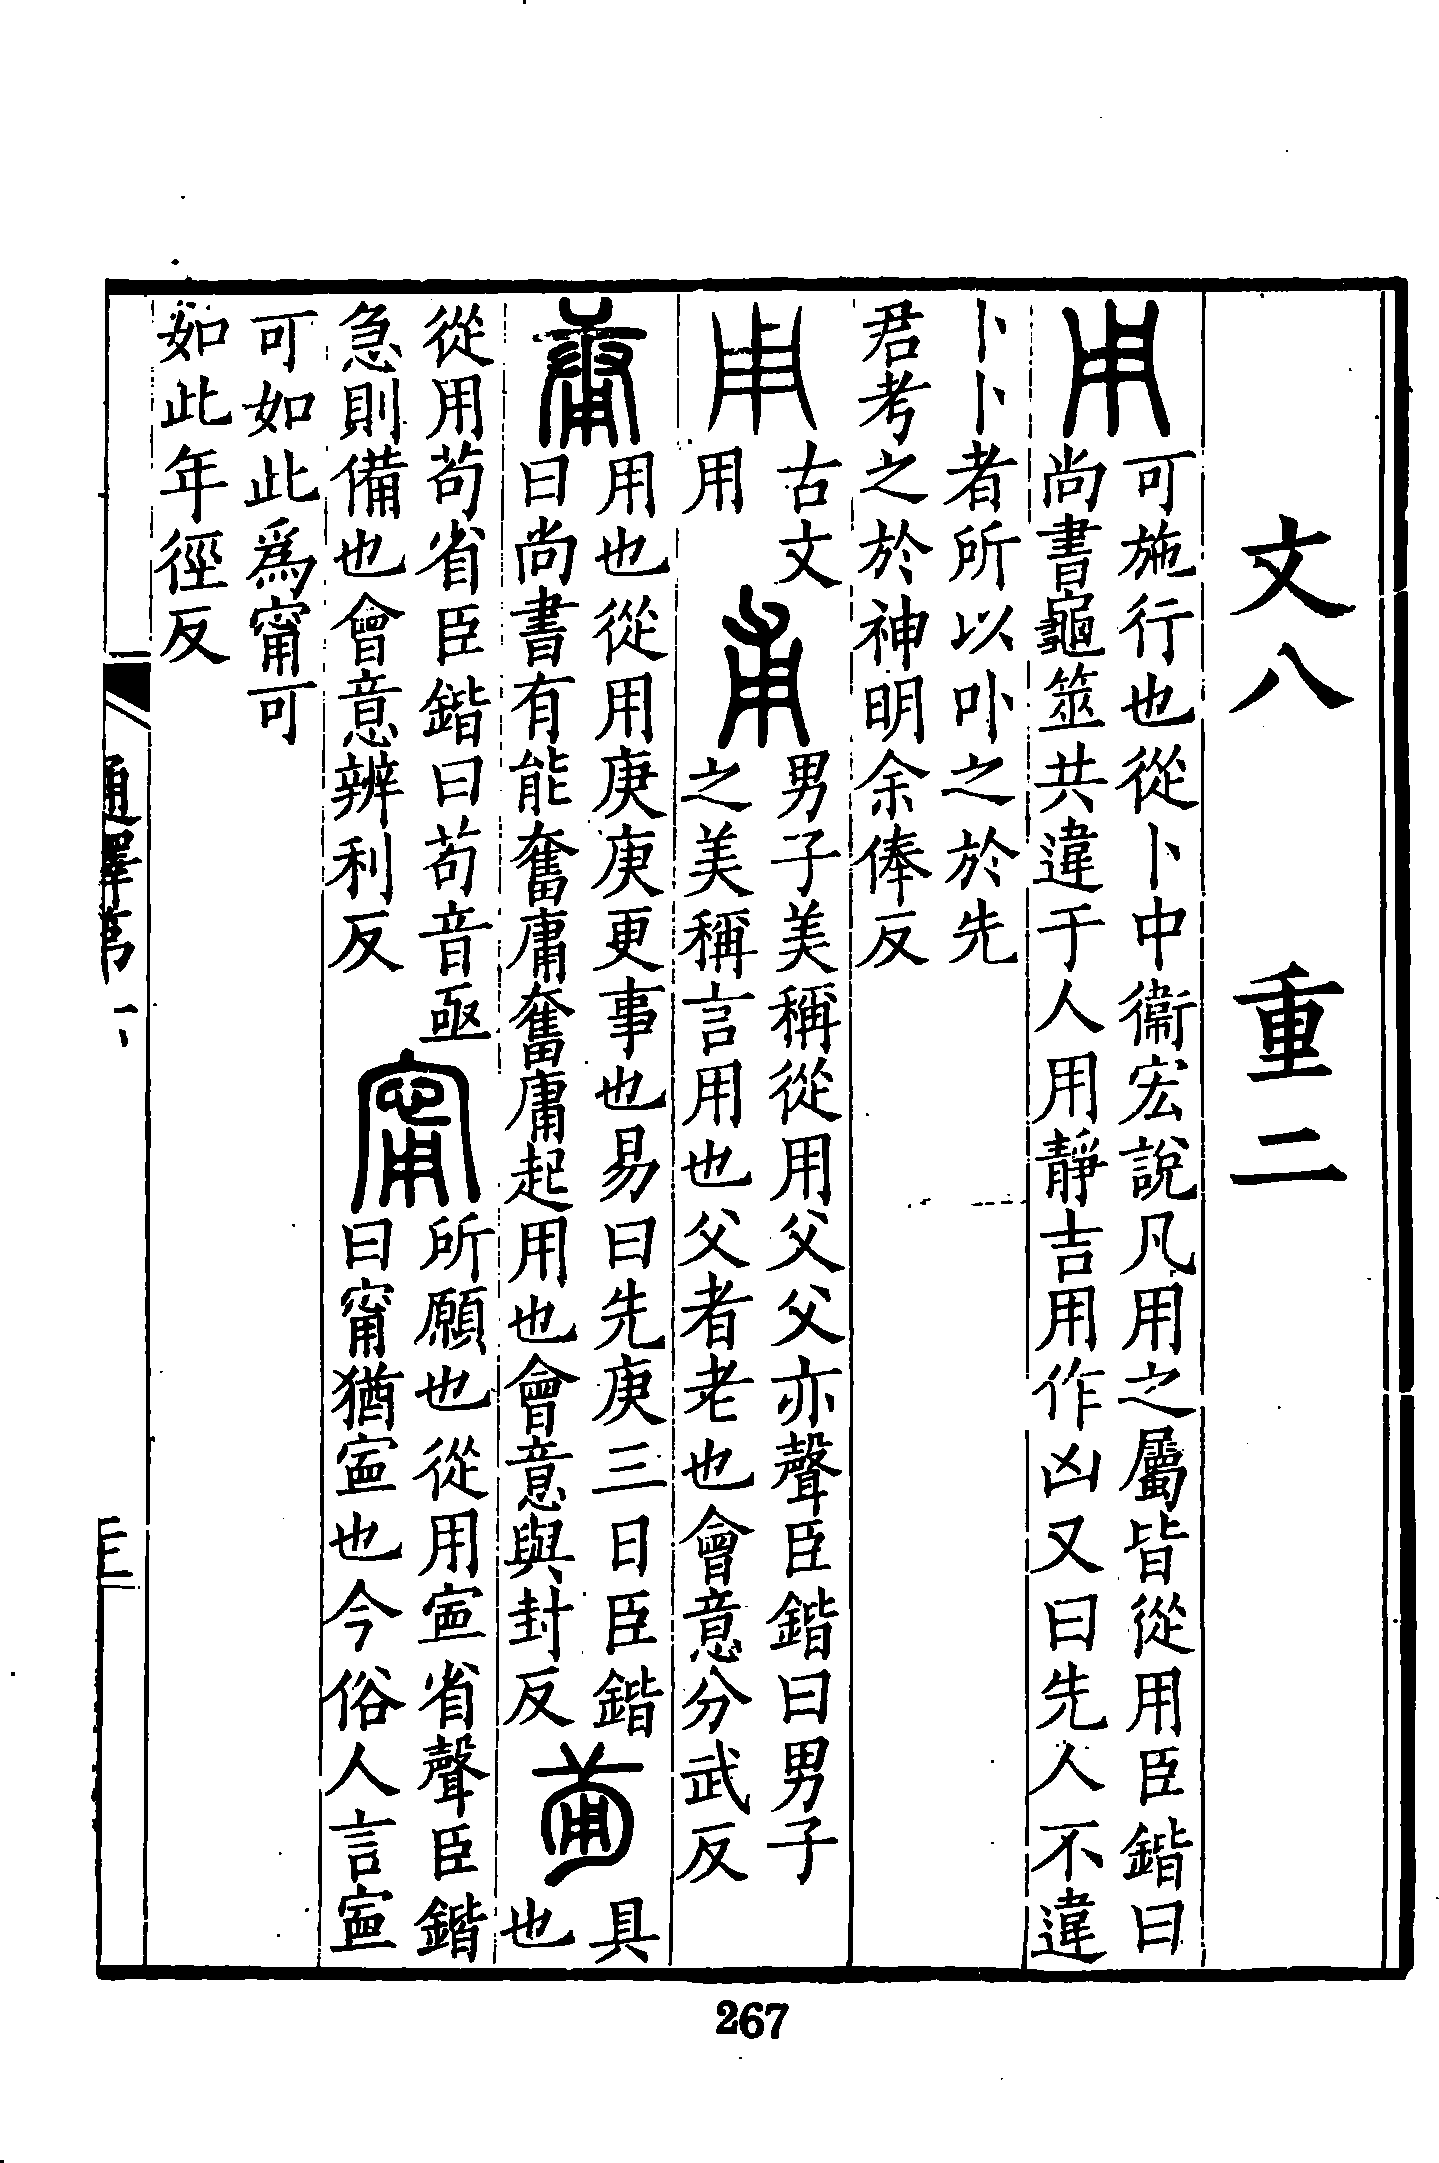 文八　重二
用
可施行也從卜中衞宏說凡用之屬皆從用臣鍇曰
尚書龜筮共違于人用靜吉用作凶又曰先人不違
卜卜者所以卟之於先
君考之於神明余俸反
古文
用
甫
男子美稱從用父父亦聲臣鍇曰男子
之美稱言用也父者老也會意分武反
庸
用也從用庚庚更事也易曰先庚三日臣鍇
曰尚書有能奮庸奮庸起用也會意與封反
具
也
從用茍省臣鍇曰茍音亟
急則備也會意辨利反
甯
所願也從用寍省聲臣鍇
曰甯猶寍也今俗人言寍
可如此為甯可
如此年徑反
通釋第
267